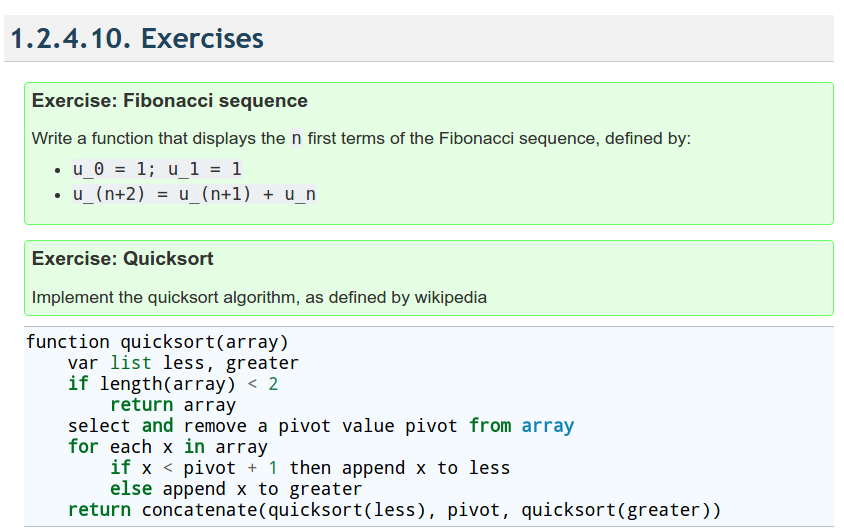 1.2.4.10. Exercises
Exercise: Fibonacci sequence
Write a function that displays the n first terms of the Fibonacci sequence, defined by:
• u_0 = 1; u_1 = 1
• u_(n+2) = u_(n+1) + u_n
Exercise: Quicksort
Implement the quicksort algorithm, as defined by wikipedia
function quicksort(array)
    var list less, greater
    if length(array) < 2
        return array
    select and remove a pivot value pivot from array
    for each x in array
        if x < pivot + 1 then append x to less
        else append x to greater
    return concatenate(quicksort(less), pivot, quicksort(greater))